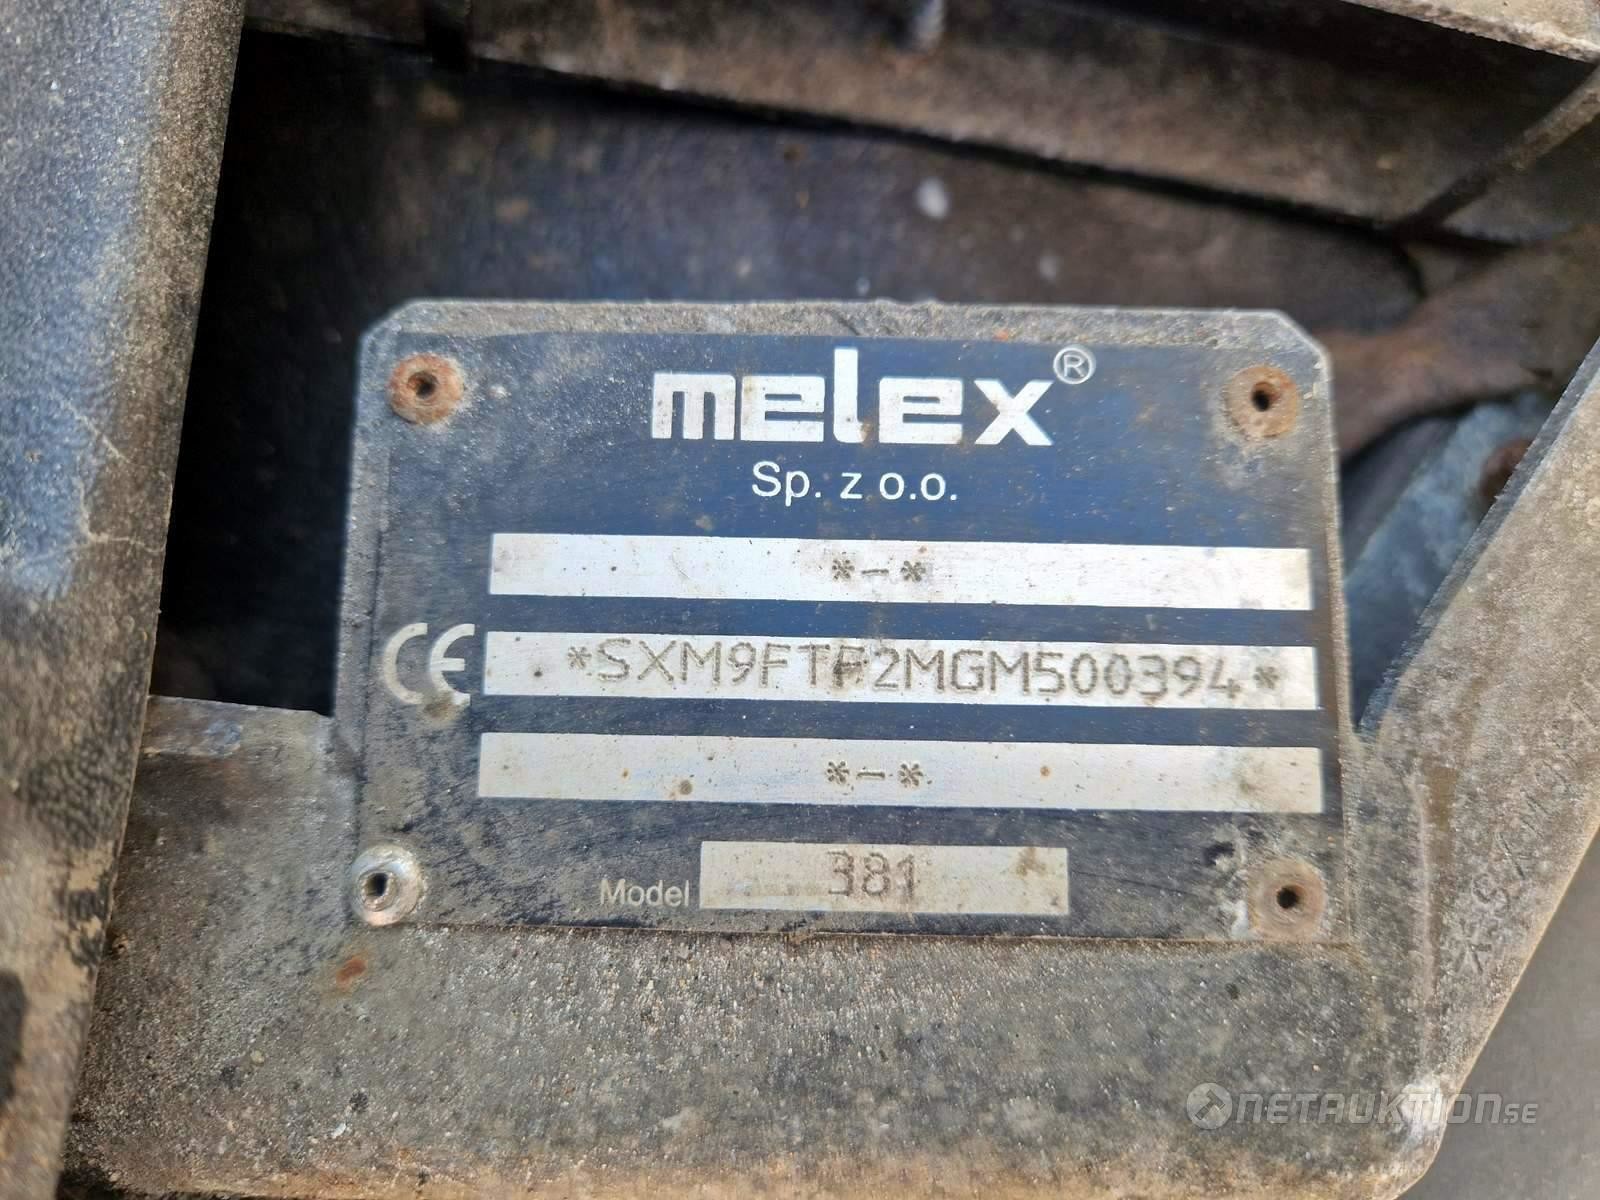 melex®
Sp. z o.o.
*-*
CE *SXM9FTF2MGM500394*
*-*
Model 381
NETAUKTION.SE